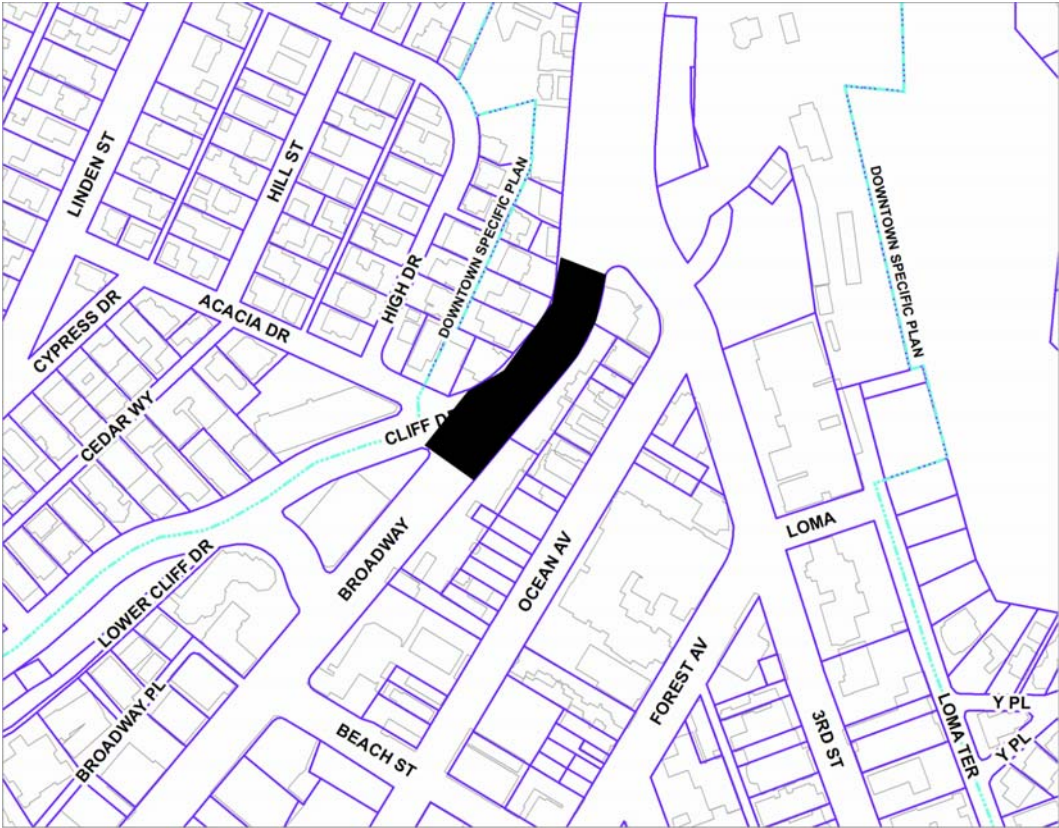 LINDEN ST
HILL ST
HIGH DR
DOWNTOWN SPECIFIC PLAN
DOWNTOWN SPECIFIC PLAN
CYPRESS DR
ACACIA DR
CEDAR WY
CLIFF
LOMA
BROADWAY
OCEAN AV
LOWER CLIFF DR
FOREST AV
BROADWAY PL
BEACH ST
3RD ST
LOMA TER
Y PL
Y PL